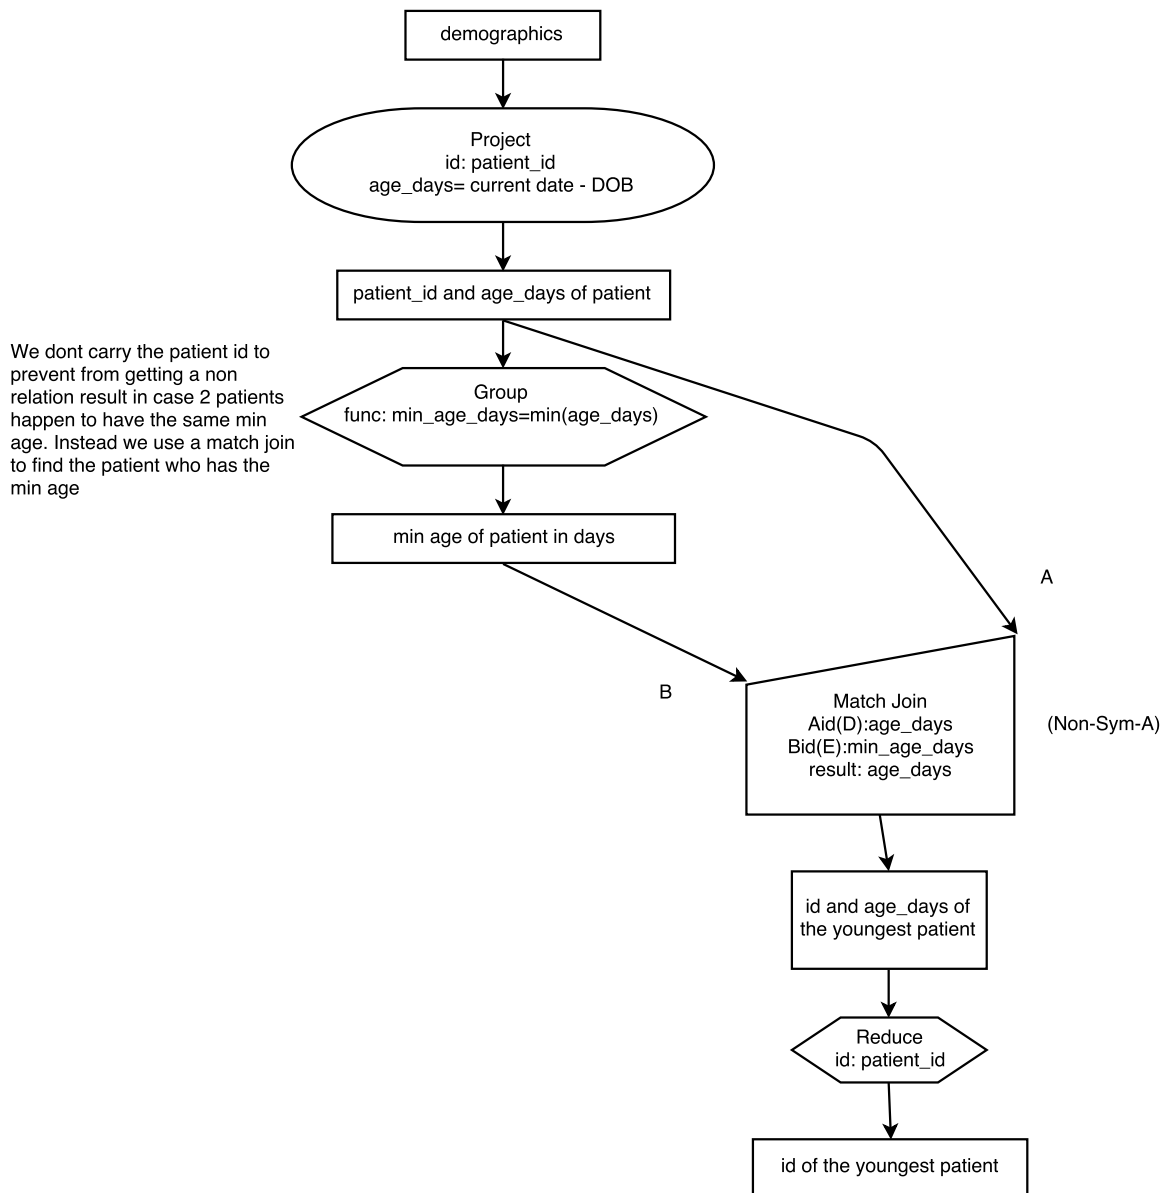 demographics
Project
id: patient_id
age_days= current date - DOB
patient_id and age_days of patient
We dont carry the patient id to
prevent from getting a non
relation result in case 2 patients
happen to have the same min
age. Instead we use a match join
to find the patient who has the
min age
Group
func: min_age_days=min(age_days)
min age of patient in days
A
B
Match Join
Aid(D):age_days
Bid(E):min_age_days
result: age_days
(Non-Sym-A)
id and age_days of
the youngest patient
Reduce
id: patient_id
id of the youngest patient